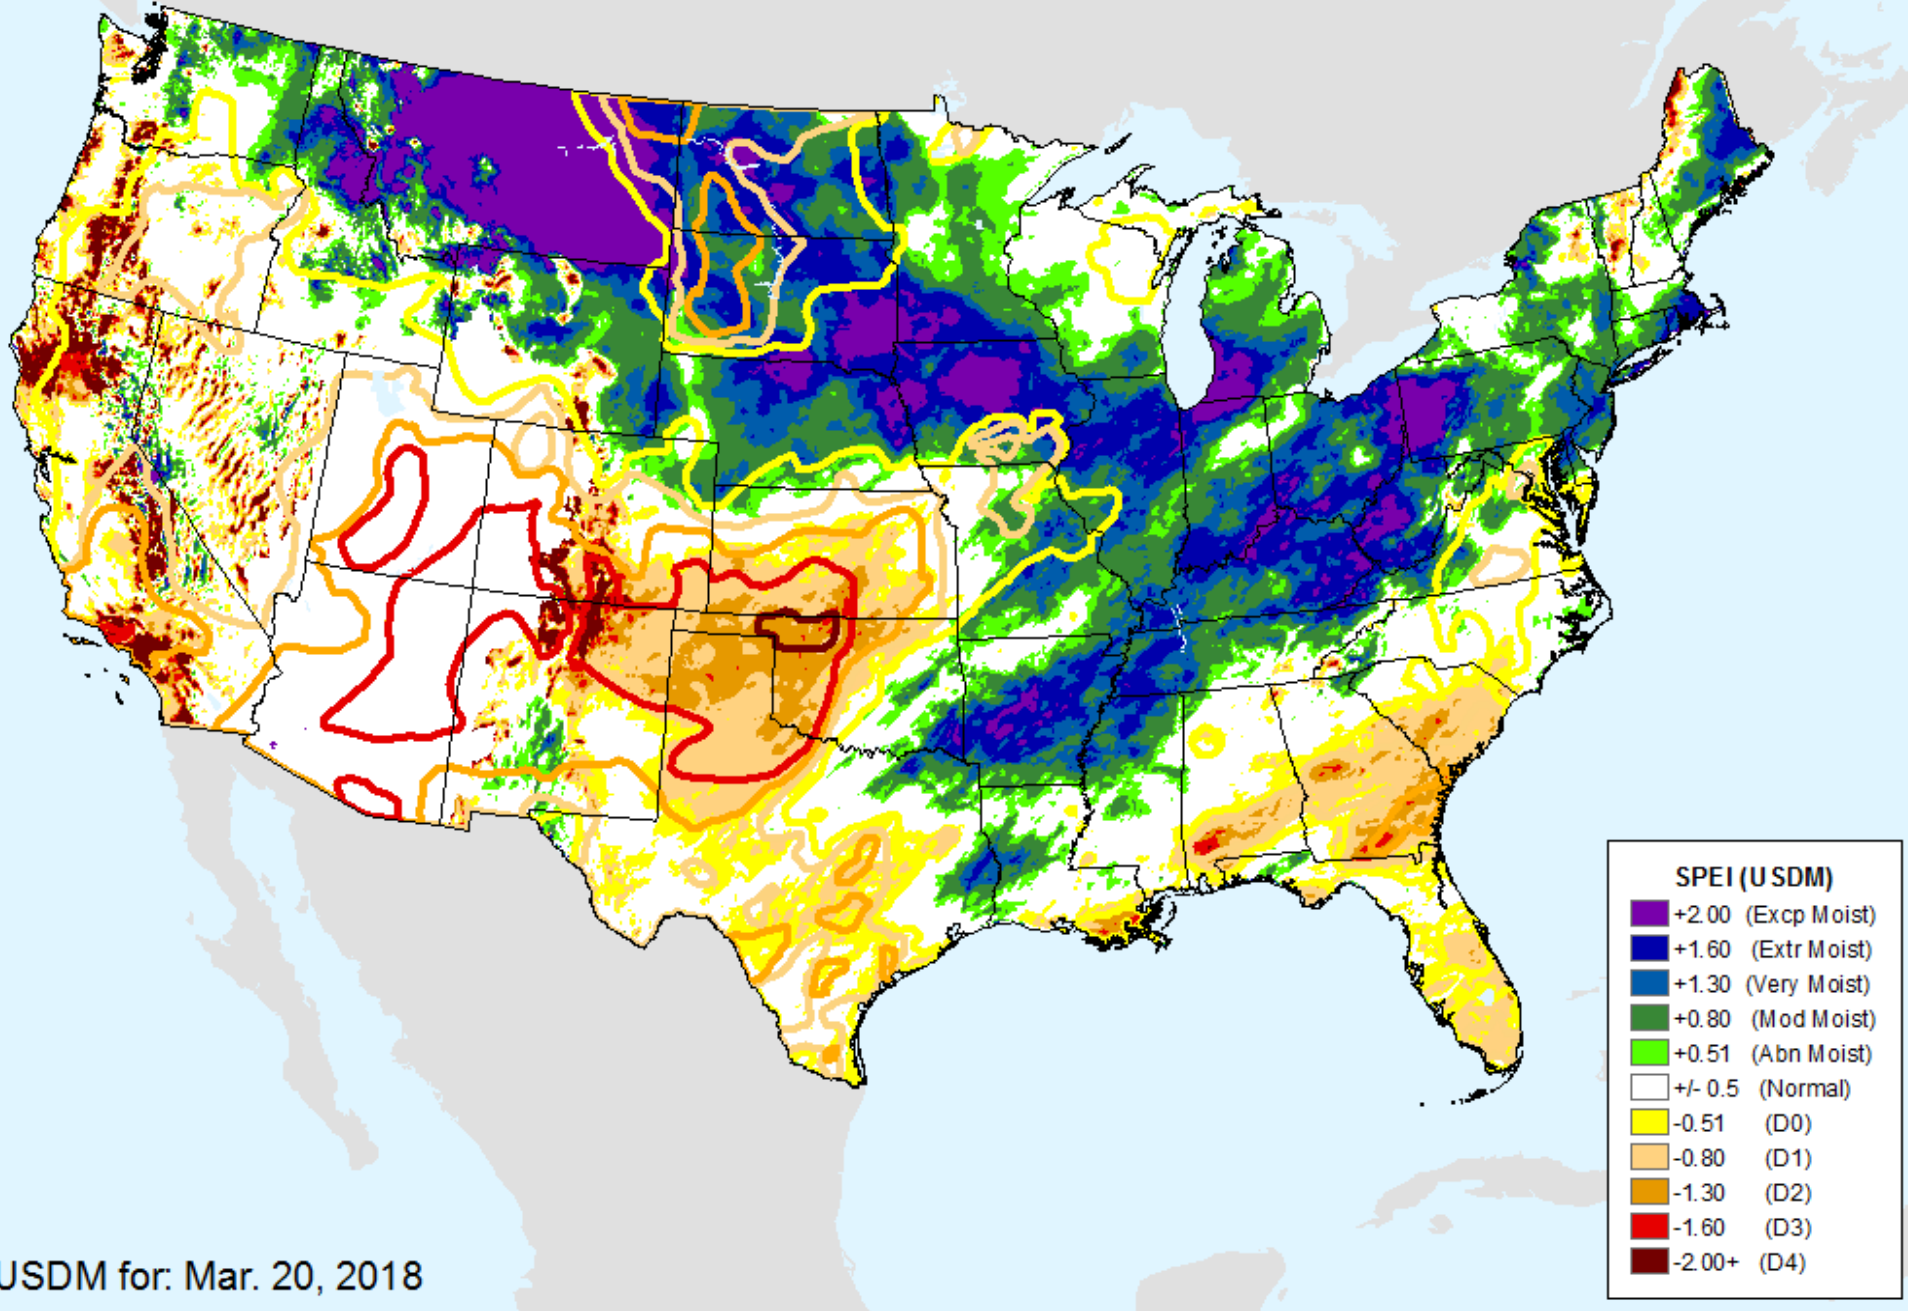 SPEI (USDM)
+2.00 (Excp Moist)
+1.60 (Extr Moist)
+1.30 (Very Moist)
+0.80 (Mod Moist)
+0.51 (Abn Moist)
+/- 0.5 (Normal)
-0.51 (D0)
-0.80 (D1)
-1.30 (D2)
-1.60 (D3)
-2.00+ (D4)
USDM for: Mar. 20, 2018